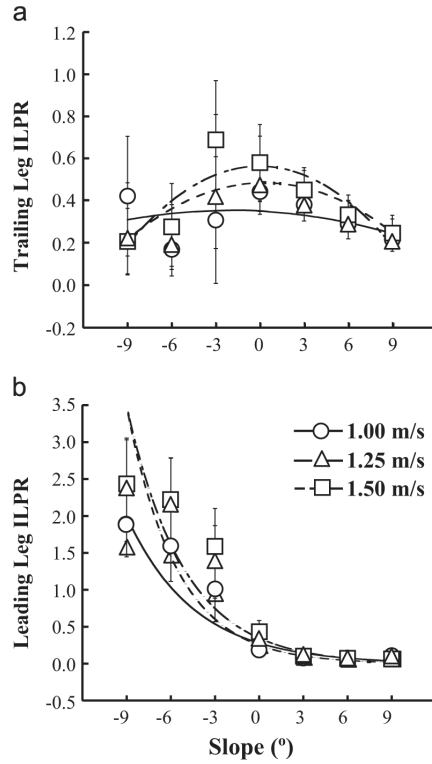 a
Trailing Leg ILPR
1.2
1.0
0.8
0.6
0.4
0.2
0.0
-0.2
-9 -6 -3 0 3 6 9
b
Leading Leg ILPR
3.5
3.0
2.5
2.0
1.5
1.0
0.5
0.0
-0.5
1.00 m/s
1.25 m/s
1.50 m/s
-9 -6 -3 0 3 6 9
Slope (º)